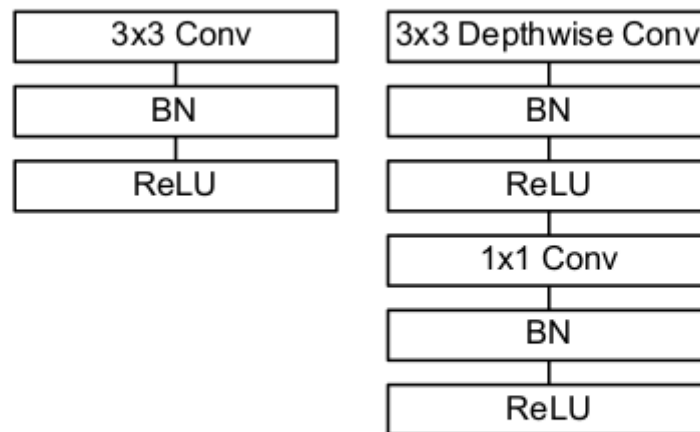 3x3 Conv
BN
ReLU
3x3 Depthwise Conv
BN
ReLU
1x1 Conv
BN
ReLU